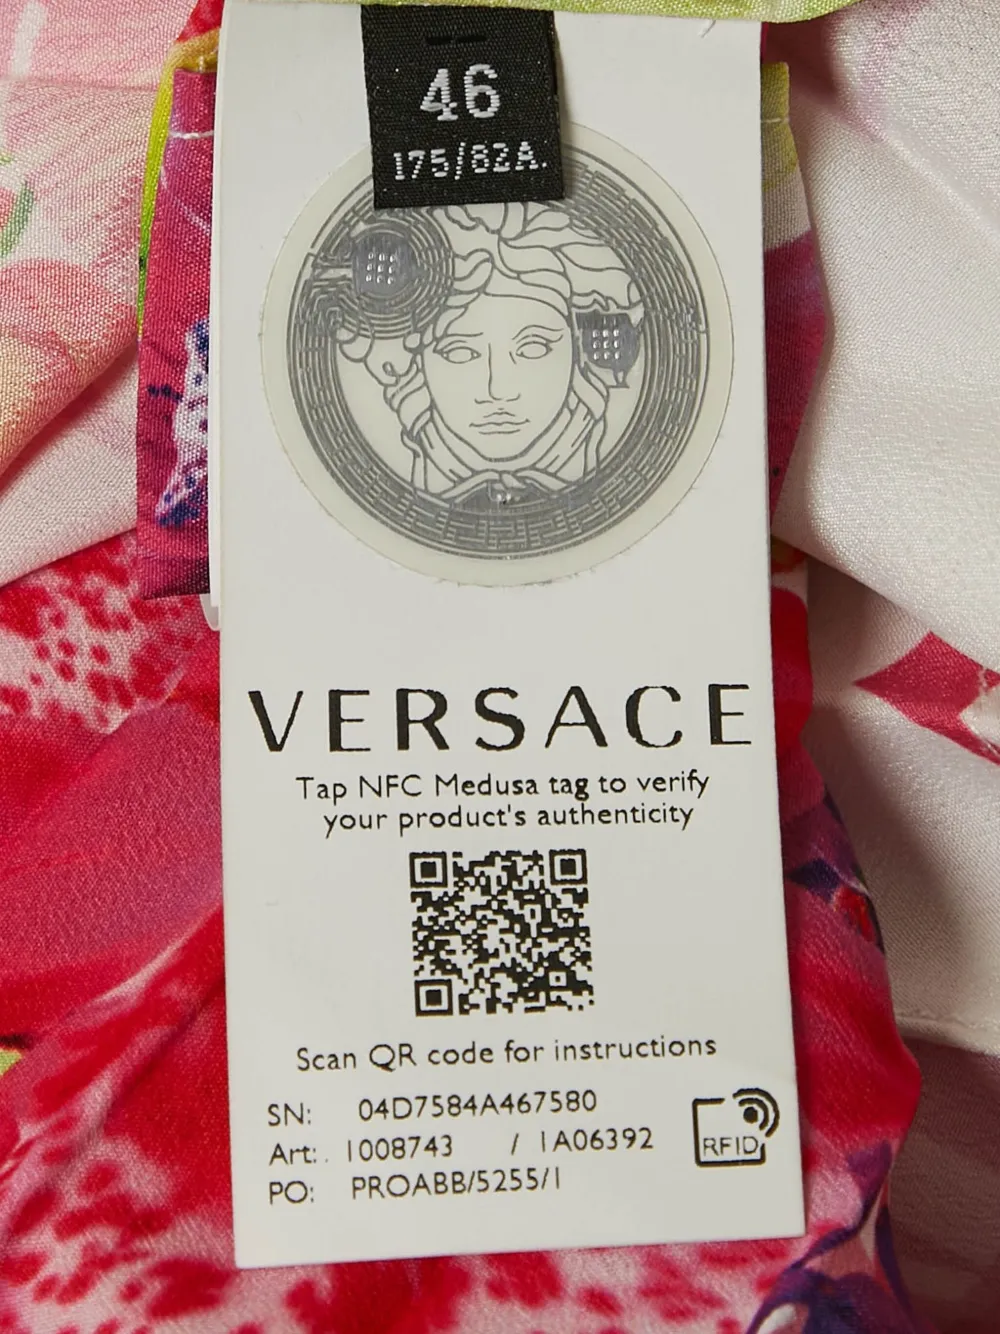 46
175/82A.
VERSACE
Tap NFC Medusa tag to verify
your product's authenticity
Scan QR code for instructions
SN: 04D7584A467580
Art:. 1008743 / 1A06392
PO: PROABB/5255/1
RFID